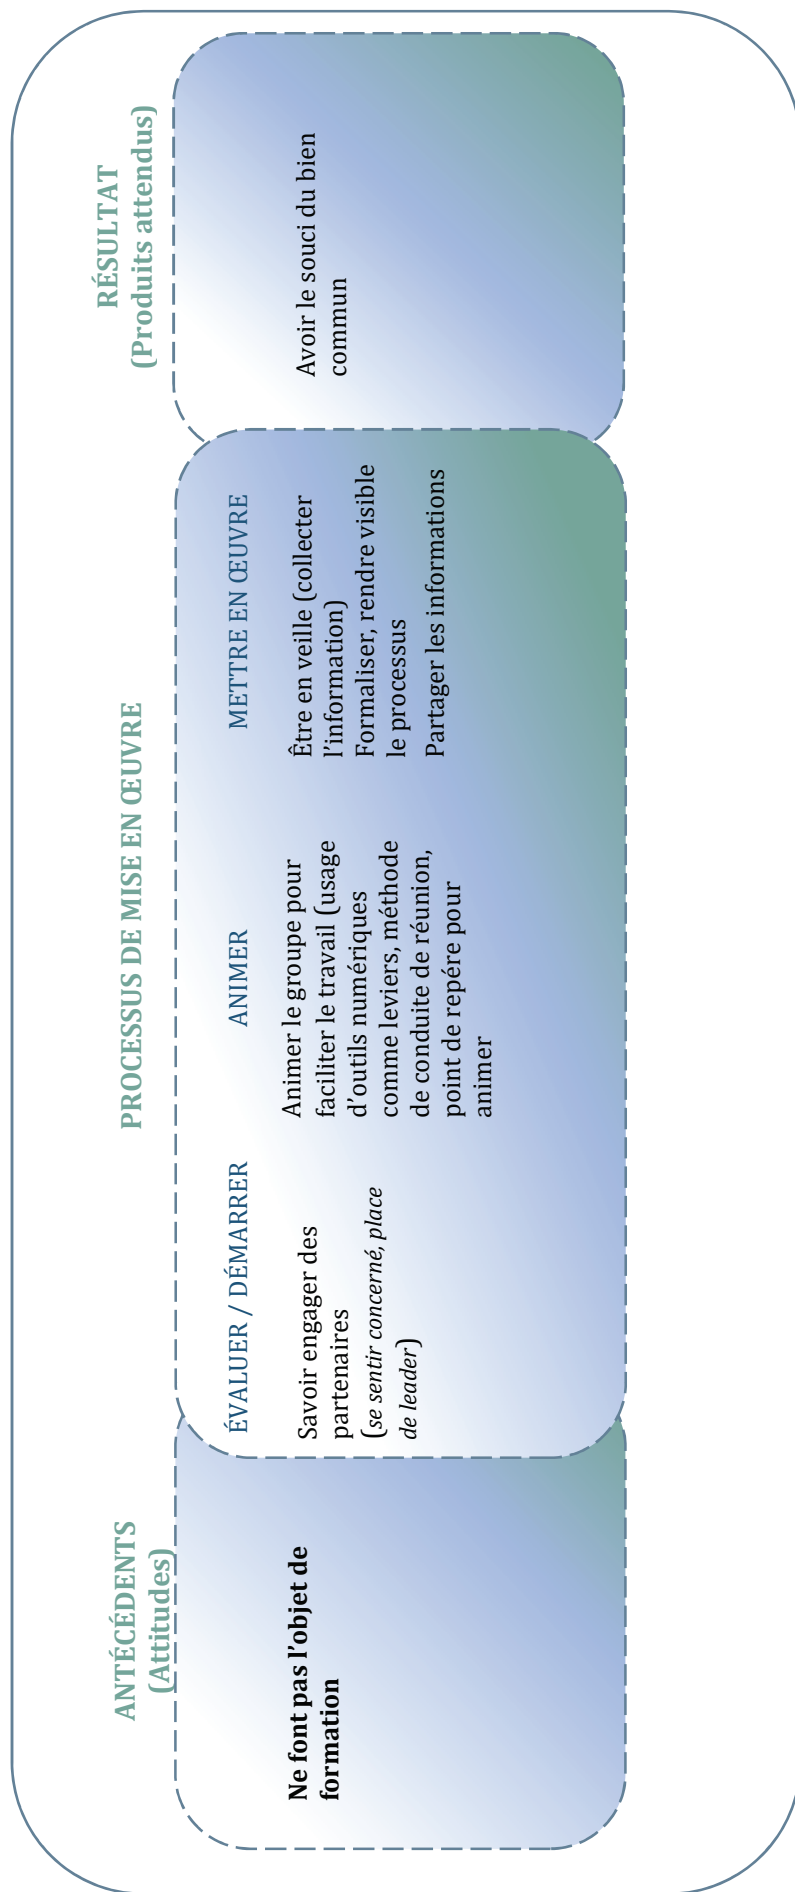 ANTÉCÉDENTS
(Attitudes)
Ne font pas l’objet de
formation
PROCESSUS DE MISE EN ŒUVRE
ÉVALUER / DÉMARRER
Savoir engager des
partenaires
(se sentir concerné, place
de leader)
ANIMER
Animer le groupe pour
faciliter le travail (usage
d’outils numériques
comme leviers, méthode
de conduite de réunion,
point de repére pour
animer
METTRE EN ŒUVRE
Être en veille (collecter
l’information)
Formaliser, rendre visible
le processus
Partager les informations
RÉSULTAT
(Produits attendus)
Avoir le souci du bien
commun